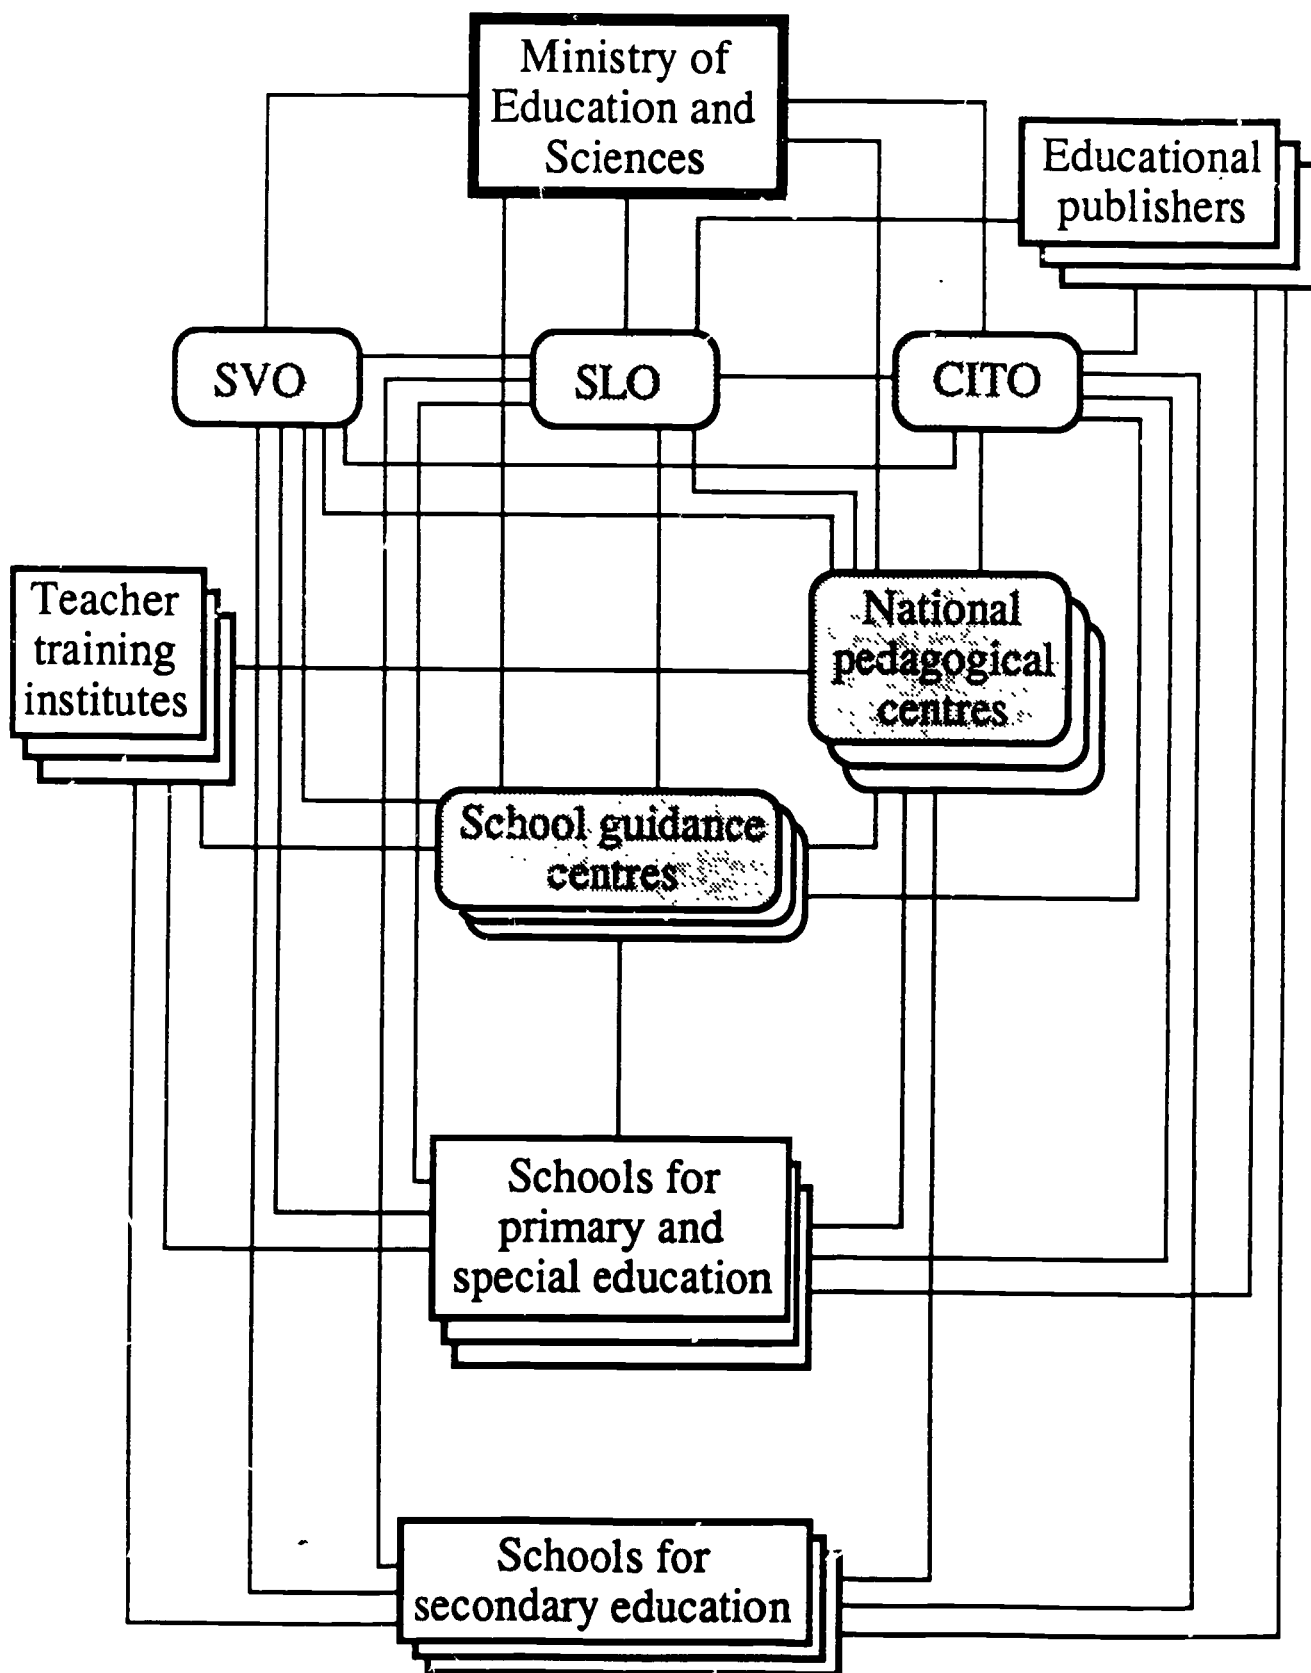 Ministry of
Education and
Sciences
Educational
publishers
SVO
SLO
CITO
Teacher
training
institutes
National
pedagogical
centres
School guidance
centres
Schools for
primary and
special education
Schools for
secondary education